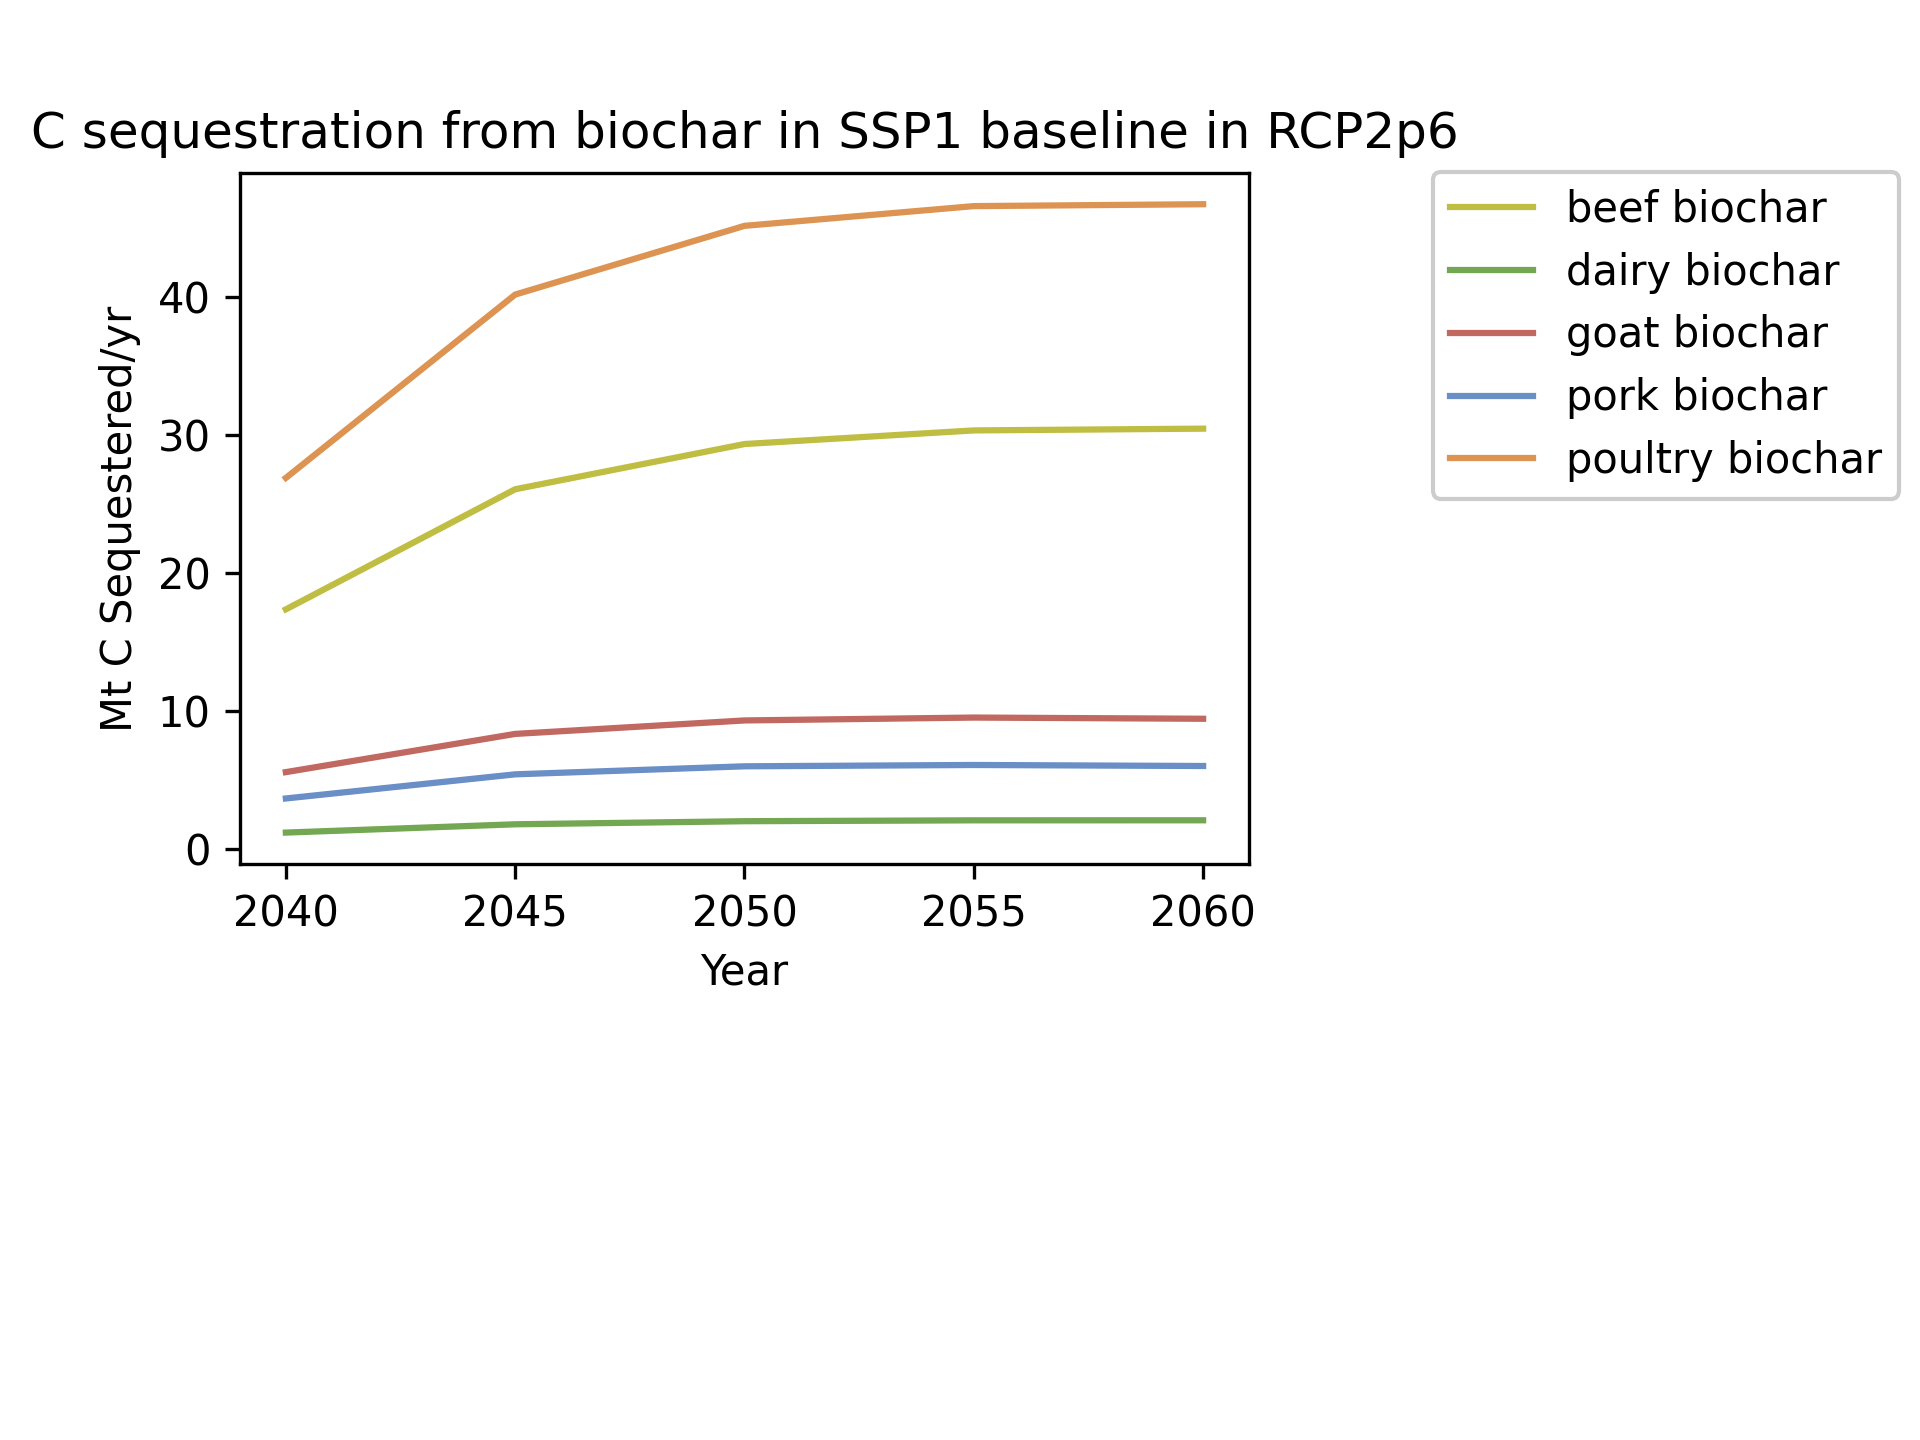 C sequestration from biochar in SSP1 baseline in RCP2p6
Mt C Sequestered/yr
40
30
20
10
0
2040 2045 2050 2055 2060
Year
beef biochar
dairy biochar
goat biochar
pork biochar
poultry biochar